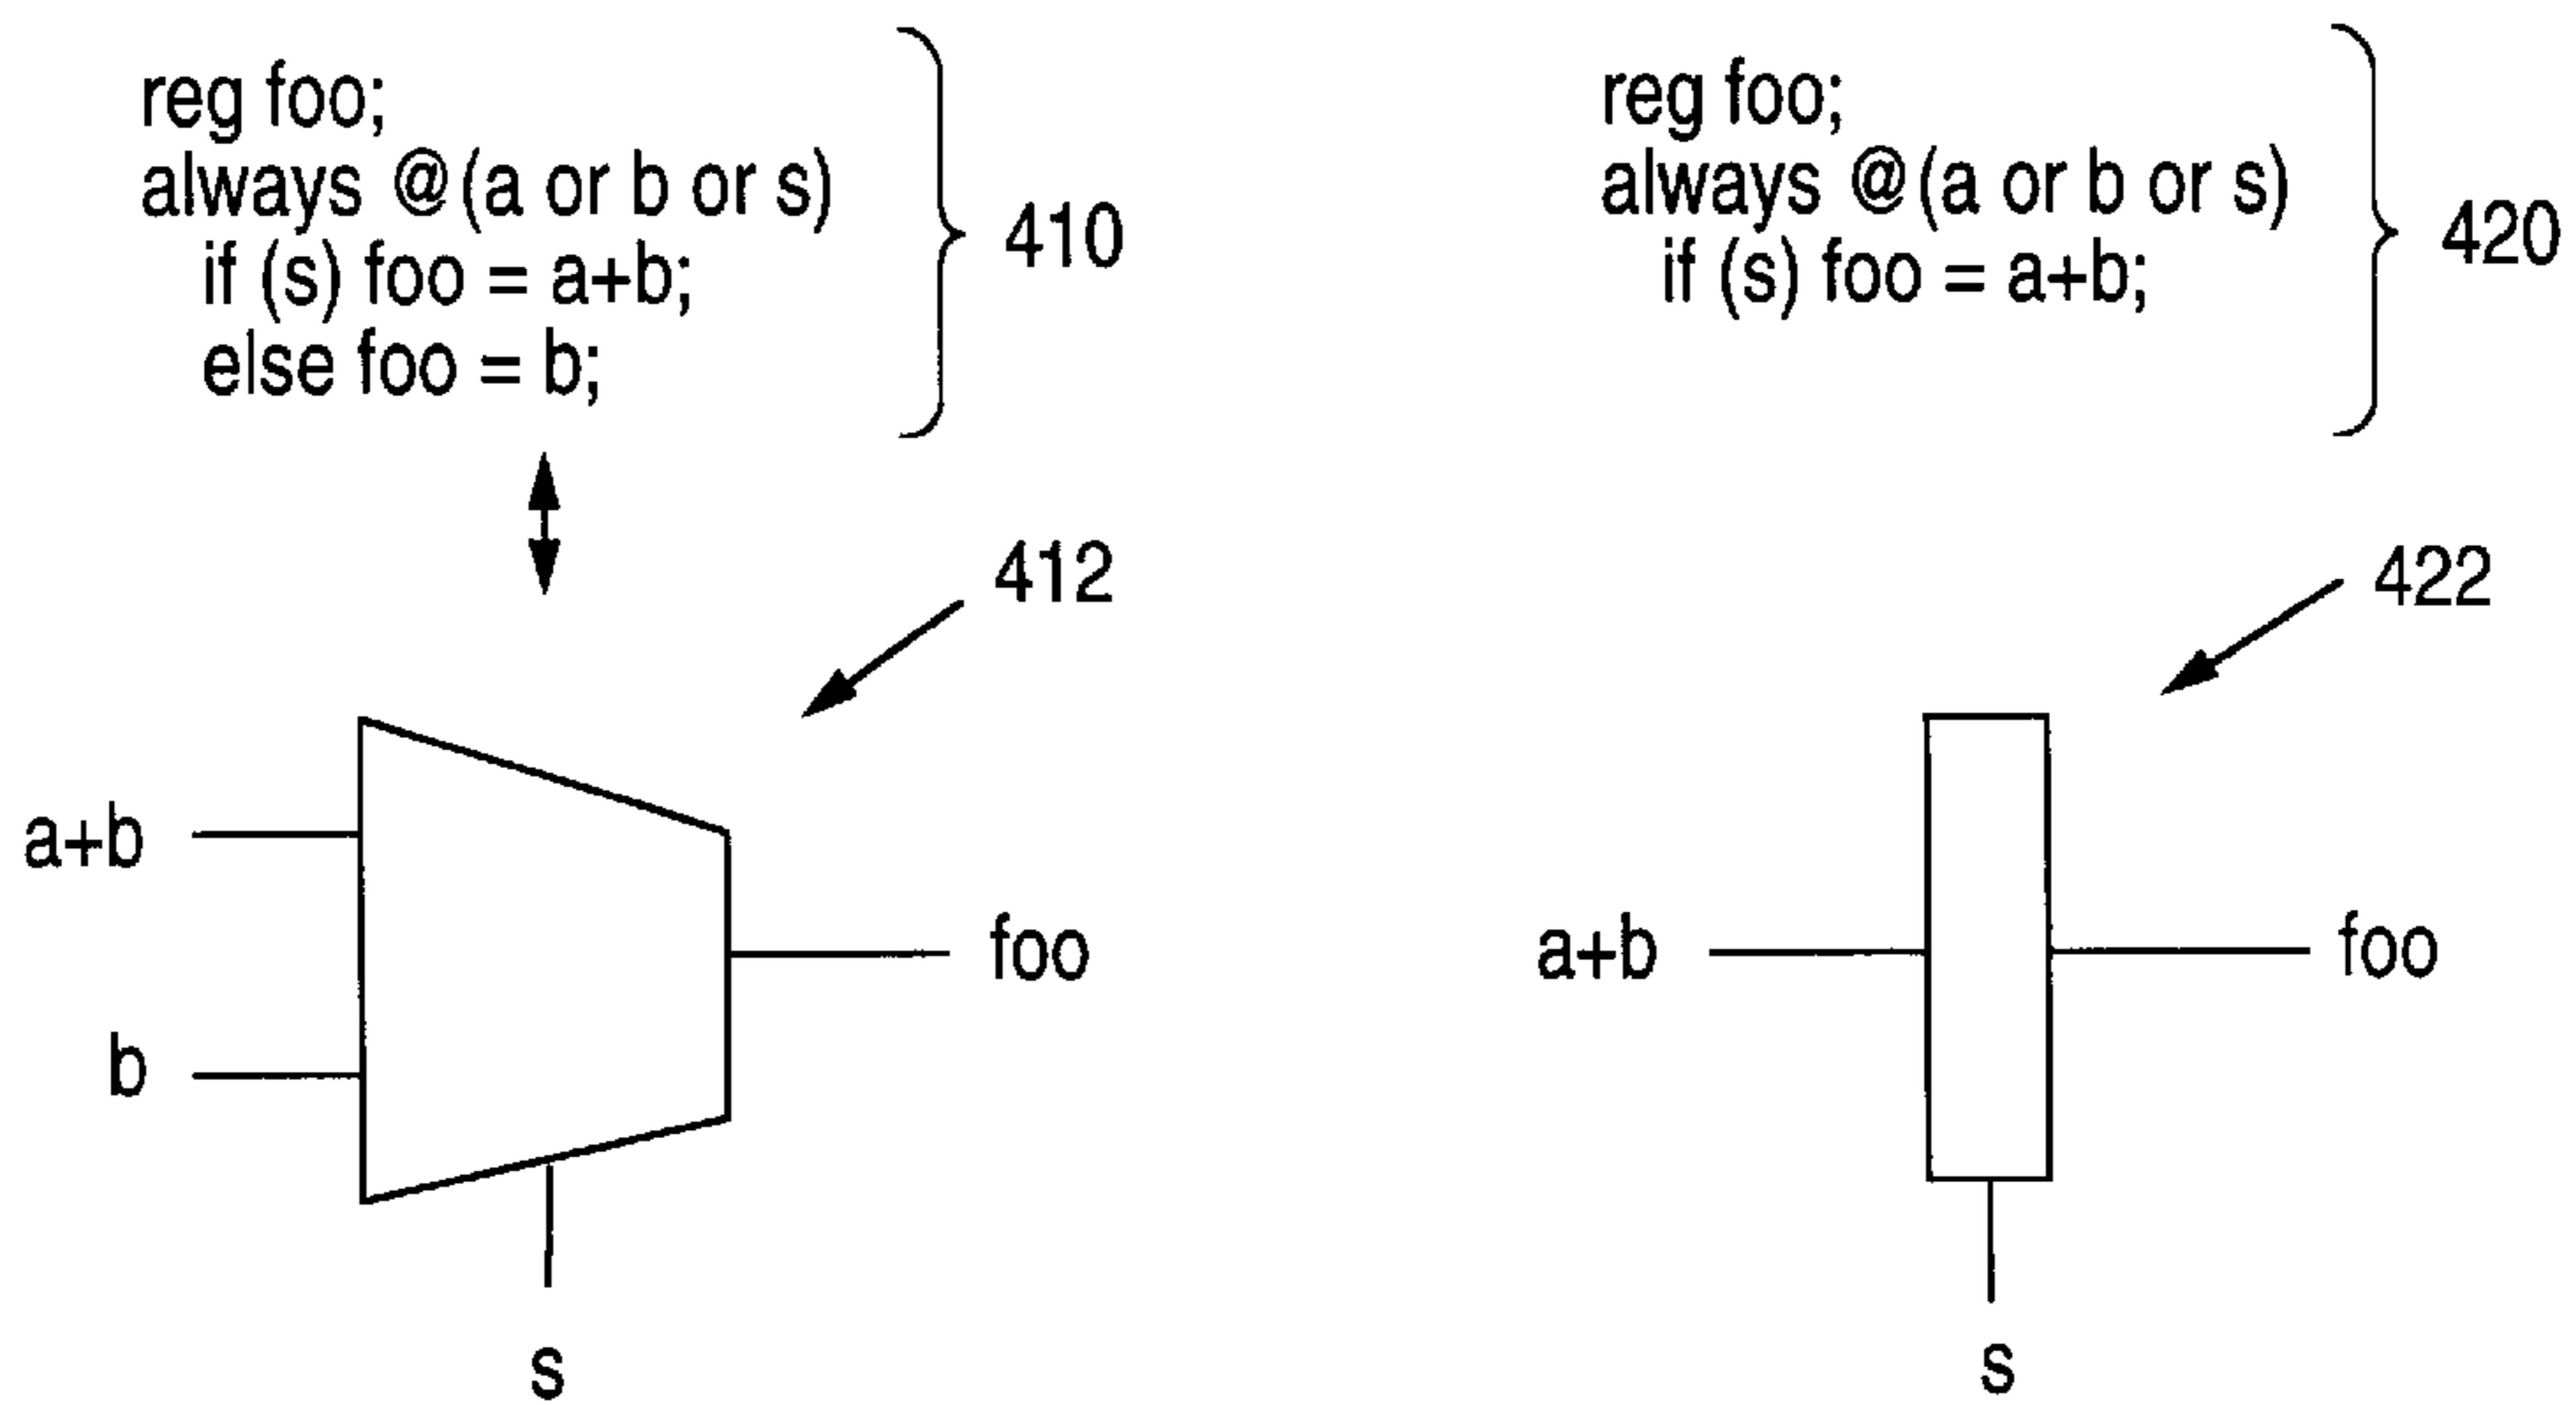 reg foo;
always @(a or b or s)
if (s) foo = a+b;
else foo = b;
410
412
a+b
b
foo
s
reg foo;
always @(a or b or s)
if (s) foo = a+b;
420
422
a+b
foo
s